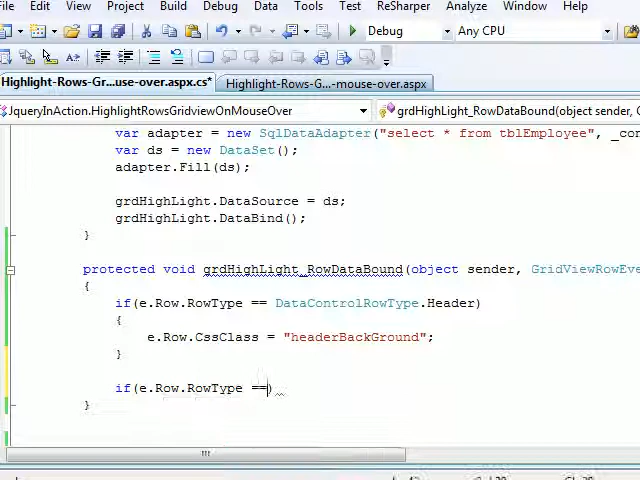 File Edit View Project Build Debug Data Tools Test ReSharper Analyze Window Help
Debug Any CPU
Highlight-Rows-Gr...use-over.aspx.cs* Highlight-Rows-G...-mouse-over.aspx
JqueryInAction.HighlightRowsGridviewOnMouseOver grdHighLight_RowDataBound(object sender, G
var adapter = new SqlDataAdapter("select * from tblEmployee", _con
var ds = new DataSet();
adapter.Fill(ds);
grdHighLight.DataSource = ds;
grdHighLight.DataBind();
}
protected void grdHighLight_RowDataBound(object sender, GridViewRowEve
{
if(e.Row.RowType == DataControlRowType.Header)
{
e.Row.CssClass = "headerBackGround";
}
if(e.Row.RowType ==)
}